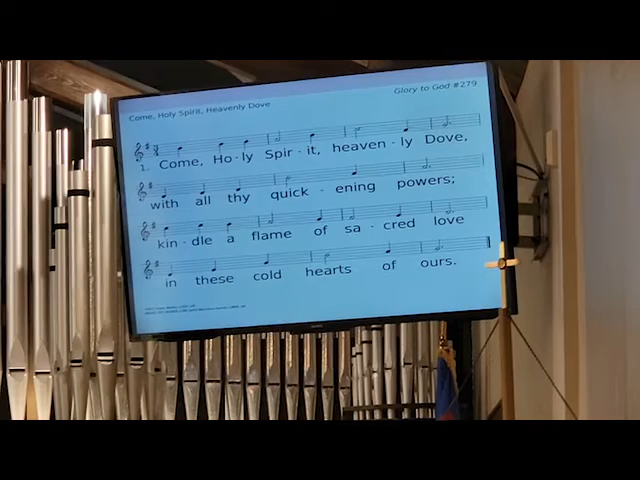 Come, Holy Spirit, Heavenly Dove
Glory to God #279
1. Come, Ho - ly Spir - it, heaven - ly Dove,
with all thy quick - ening powers;
kin - dle a flame of sa - cred love
in these cold hearts of ours.